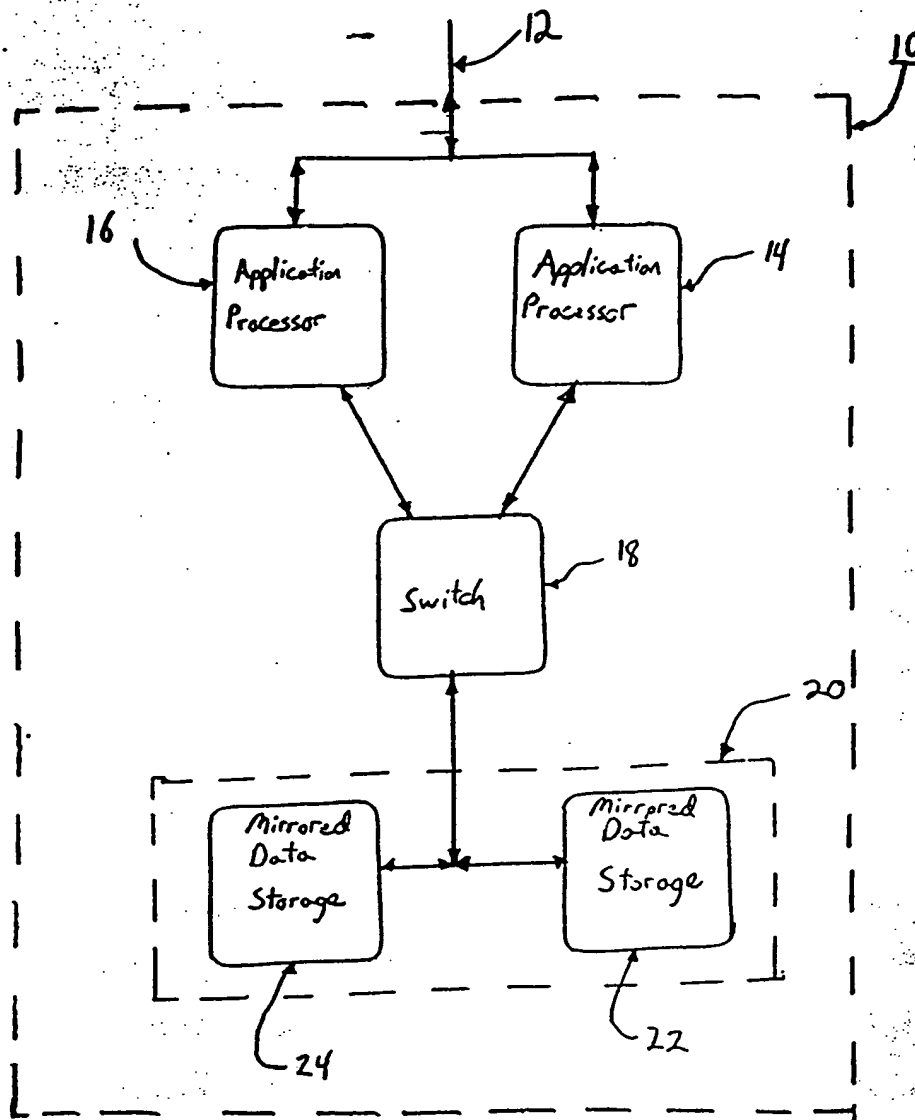 12
10
16
Application
Processor
Application
Processor
14
Switch
18
20
Mirrored
Data
Storage
Mirrored
Data
Storage
24
22